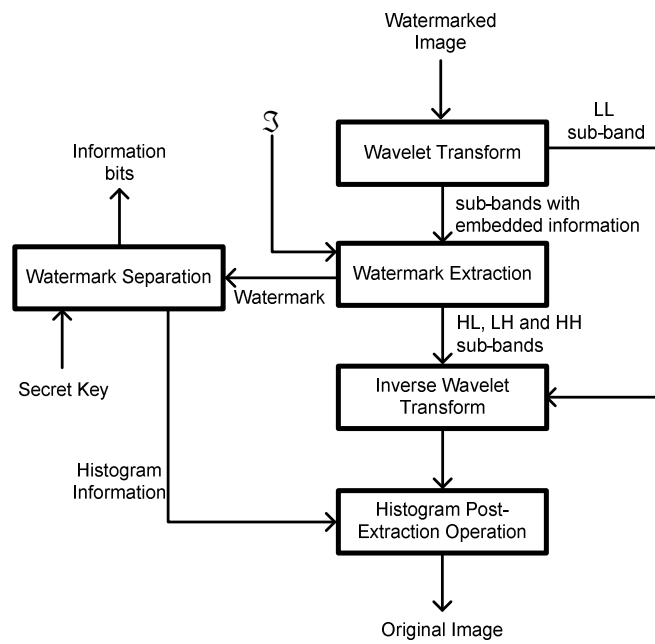 Watermarked
Image
LL
sub-band
ℑ
Wavelet Transform
Information
bits
sub-bands with
embedded information
Watermark Separation
Watermark Extraction
Watermark
HL, LH and HH
sub-bands
Secret Key
Inverse Wavelet
Transform
Histogram
Information
Histogram Post-
Extraction Operation
Original Image